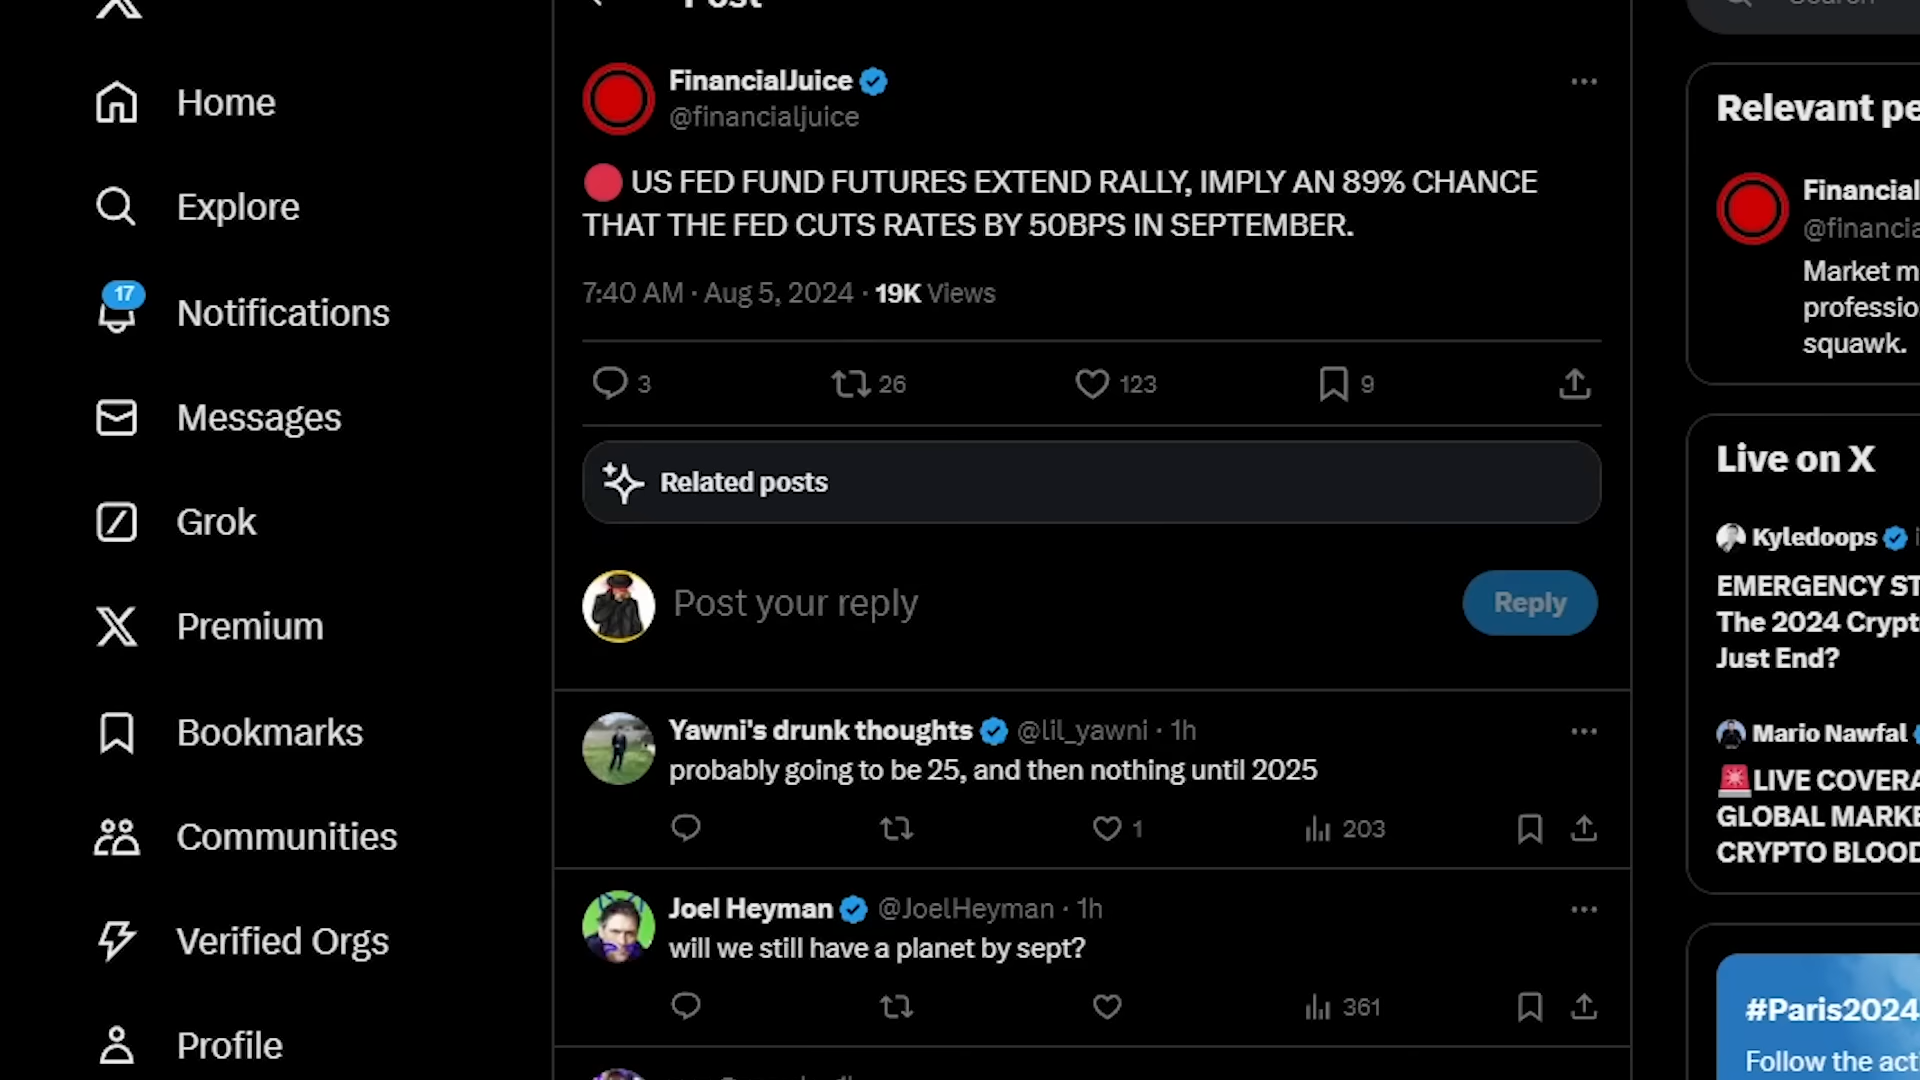 Post
Home
Explore
17
Notifications
Messages
Grok
Premium
Bookmarks
Communities
Verified Orgs
Profile
FinancialJuice
@financialjuice
US FED FUND FUTURES EXTEND RALLY, IMPLY AN 89% CHANCE
THAT THE FED CUTS RATES BY 50BPS IN SEPTEMBER.
7:40 AM · Aug 5, 2024 · 19K Views
3 26 123 9
Related posts
Post your reply
Reply
Yawni's drunk thoughts @lil_yawni · 1h
probably going to be 25, and then nothing until 2025
1 203
Joel Heyman @JoelHeyman · 1h
will we still have a planet by sept?
361
Search
Relevant pe
Financial
@financia
Market m
professio
squawk.
Live on X
Kyledoops
EMERGENCY ST
The 2024 Crypt
Just End?
Mario Nawfal
LIVE COVERA
GLOBAL MARKE
CRYPTO BLOOD
#Paris2024
Follow the acti